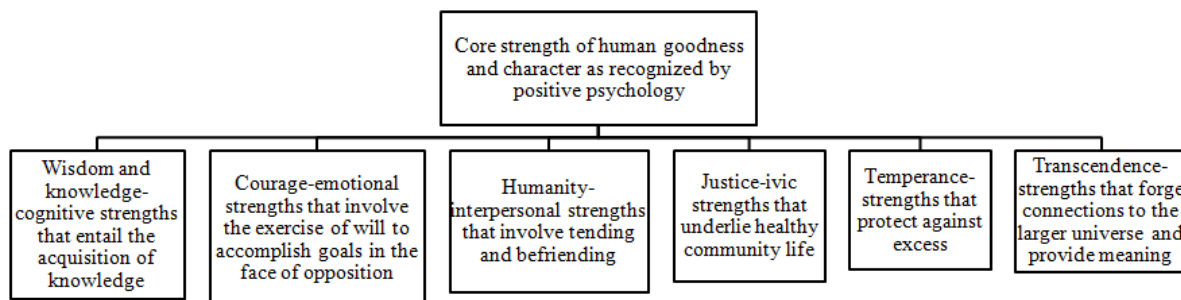 Core strength of human goodness
and character as recognized by
positive psychology
Wisdom and
knowledge-
cognitive strengths
that entail the
acquisition of
knowledge
Courage-emotional
strengths that involve
the exercise of will to
accomplish goals in the
face of opposition
Humanity-
interpersonal strengths
that involve tending
and befriending
Justice-ivic
strengths that
underlie healthy
community life
Temperance-
strengths that
protect against
excess
Transcendence-
strengths that forge
connections to the
larger universe and
provide meaning